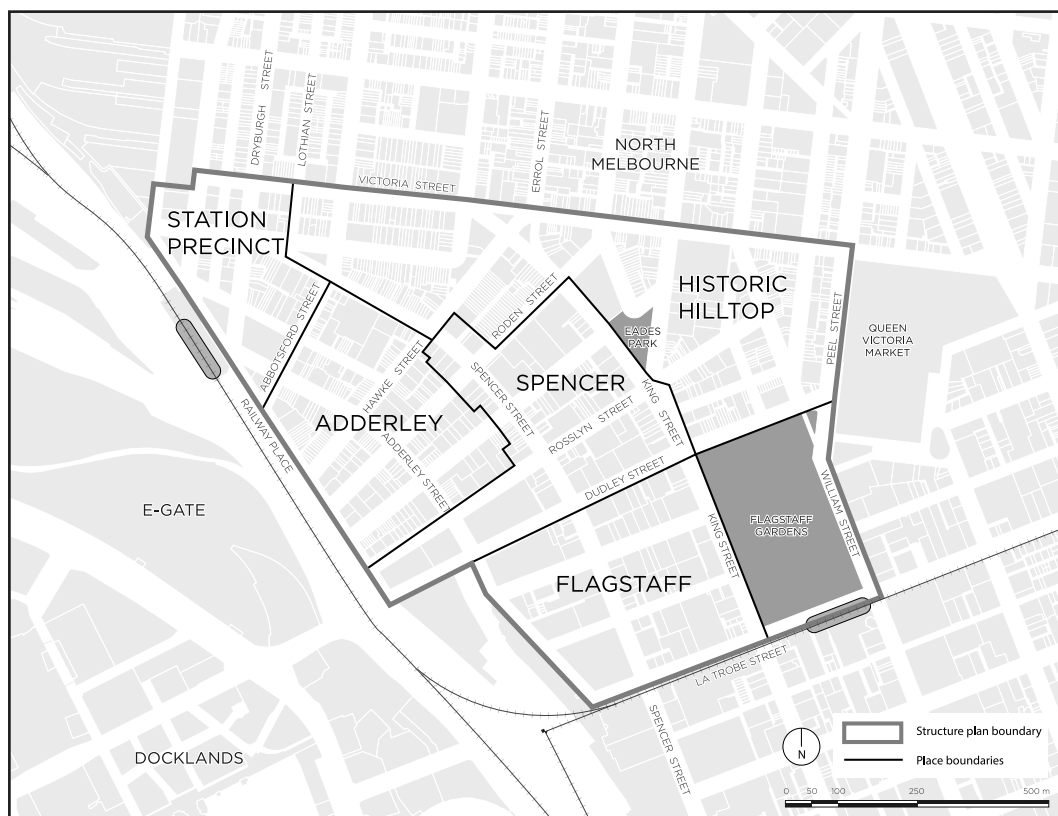 DRYBURGH STREET
LOTHIAN STREET
ERROL STREET
NORTH
MELBOURNE
VICTORIA STREET
STATION
PRECINCT
HISTORIC
HILLTOP
PEEL STREET
QUEEN
VICTORIA
MARKET
RODEN STREET
EADES
PARK
ABBOTSFORD STREET
HAWKE STREET
SPENCER STREET
SPENCER
KING STREET
ROSSLYN STREET
RAILWAY PLACE
ADDERLEY
ADDERLEY STREET
DUDLEY STREET
E-GATE
FLAGSTAFF
GARDENS
WILLIAM STREET
KING STREET
FLAGSTAFF
LA TROBE STREET
SPENCER STREET
DOCKLANDS
N
Structure plan boundary
Place boundaries
0 50 100 250 500 m